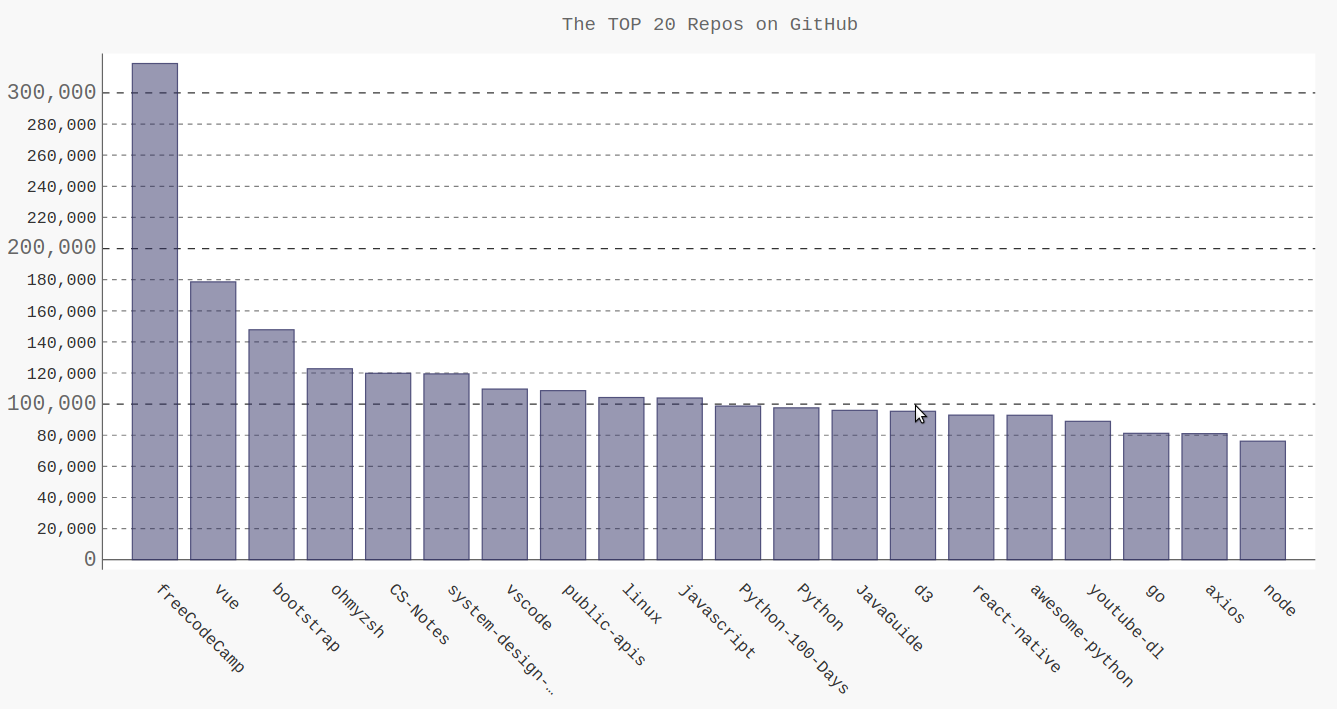 The TOP 20 Repos on GitHub
300,000
280,000
260,000
240,000
220,000
200,000
180,000
160,000
140,000
120,000
100,000
80,000
60,000
40,000
20,000
0
freeCodeCamp
vue
bootstrap
ohmyzsh
CS-Notes
system-design-…
vscode
public-apis
linux
javascript
Python-100-Days
Python
JavaGuide
d3
react-native
awesome-python
youtube-dl
go
axios
node